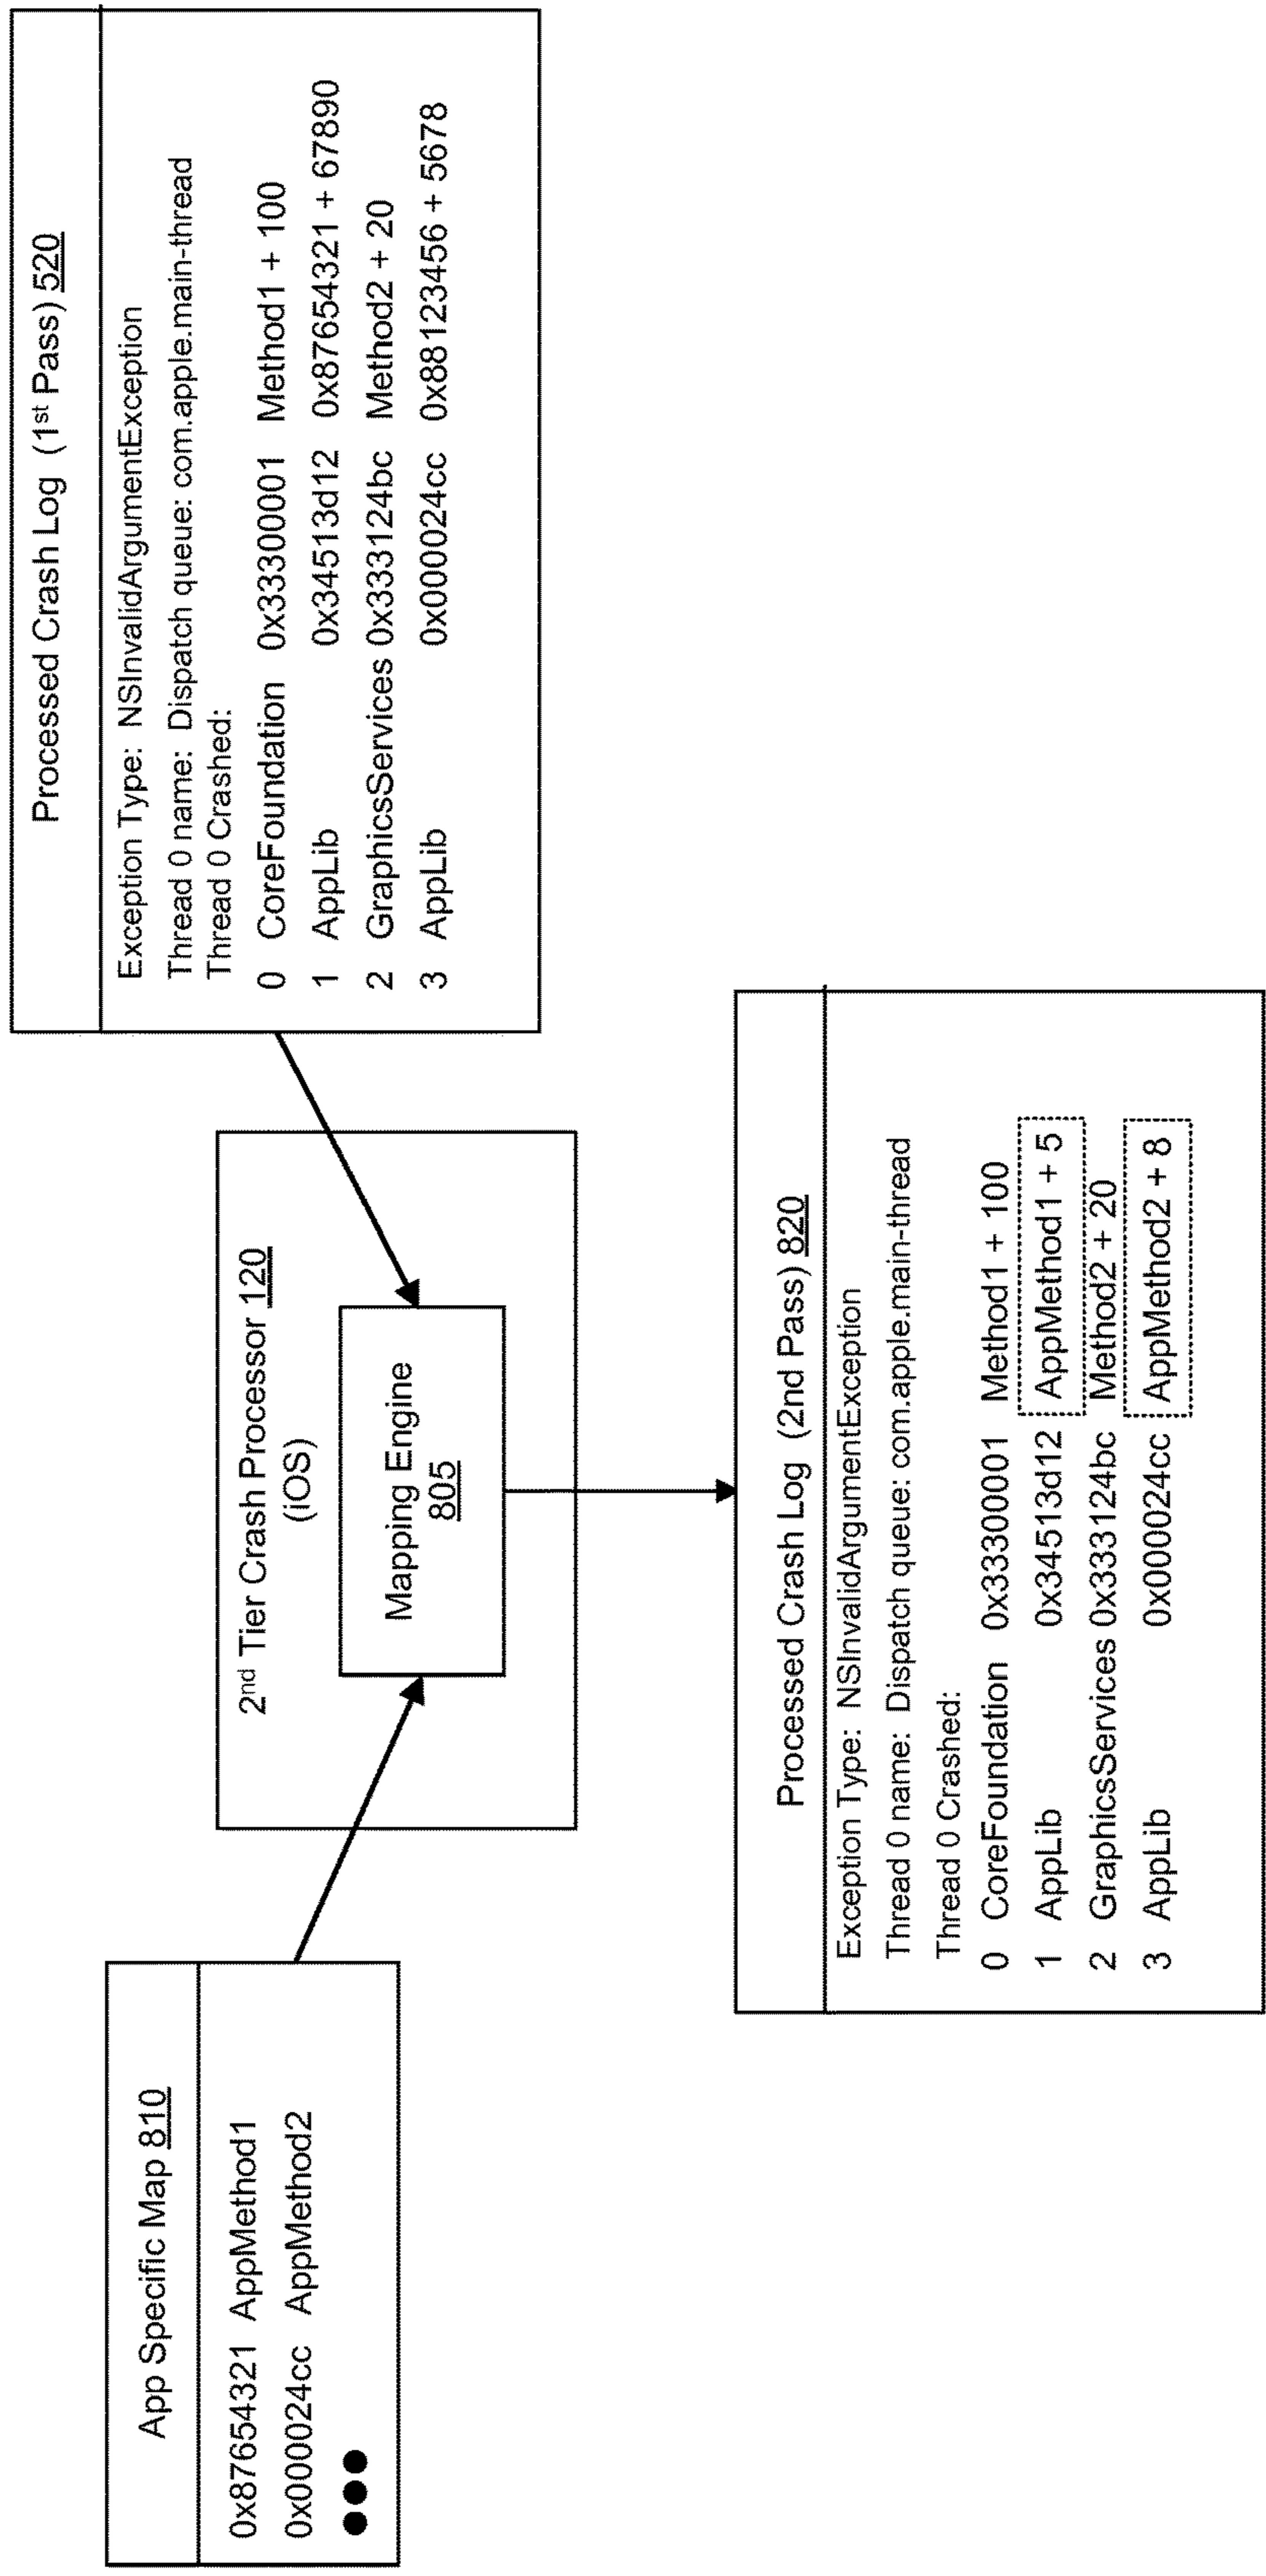 App Specific Map 810
0x87654321 AppMethod1
0x000024cc AppMethod2
2nd Tier Crash Processor 120
(iOS)
Mapping Engine
805
Processed Crash Log (1st Pass) 520
Exception Type: NSInvalidArgumentException
Thread 0 name: Dispatch queue: com.apple.main-thread
Thread 0 Crashed:
0 CoreFoundation 0x33300001 Method1 + 100
1 AppLib 0x34513d12 0x87654321 + 67890
2 GraphicsServices 0x333124bc Method2 + 20
3 AppLib 0x000024cc 0x88123456 + 5678
Processed Crash Log (2nd Pass) 820
Exception Type: NSInvalidArgumentException
Thread 0 name: Dispatch queue: com.apple.main-thread
Thread 0 Crashed:
0 CoreFoundation 0x33300001 Method1 + 100
1 AppLib 0x34513d12 AppMethod1 + 5
2 GraphicsServices 0x333124bc Method2 + 20
3 AppLib 0x000024cc AppMethod2 + 8